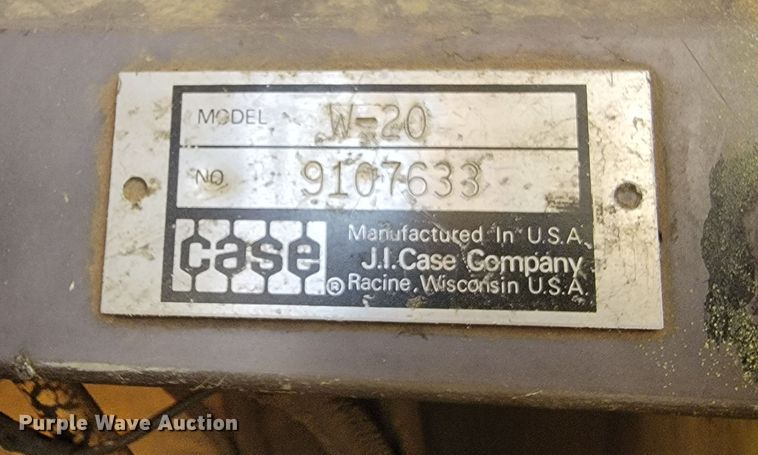 MODEL W-20
NO 9107633
case ®
Manufactured In U.S.A.
J.I.Case Company
Racine, Wisconsin U.S.A.
Purple Wave Auction